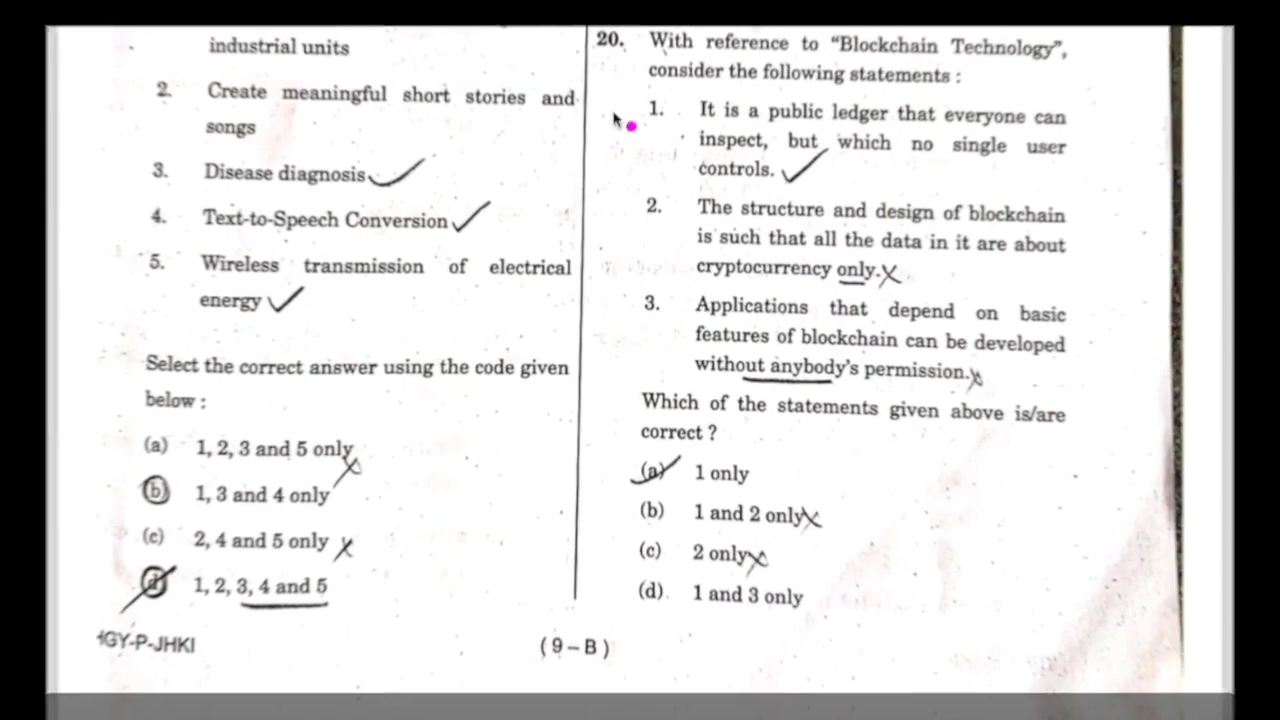 industrial units
2. Create meaningful short stories and
songs
3. Disease diagnosis
4. Text-to-Speech Conversion
5. Wireless transmission of electrical
energy
Select the correct answer using the code given
below :
(a) 1, 2, 3 and 5 only
(b) 1, 3 and 4 only
(c) 2, 4 and 5 only
(d) 1, 2, 3, 4 and 5
GY-P-JHKI
20. With reference to “Blockchain Technology”,
consider the following statements :
1. It is a public ledger that everyone can
inspect, but which no single user
controls.
2. The structure and design of blockchain
is such that all the data in it are about
cryptocurrency only.
3. Applications that depend on basic
features of blockchain can be developed
without anybody's permission.
Which of the statements given above is/are
correct ?
(a) 1 only
(b) 1 and 2 only
(c) 2 only
(d) 1 and 3 only
( 9 – B )